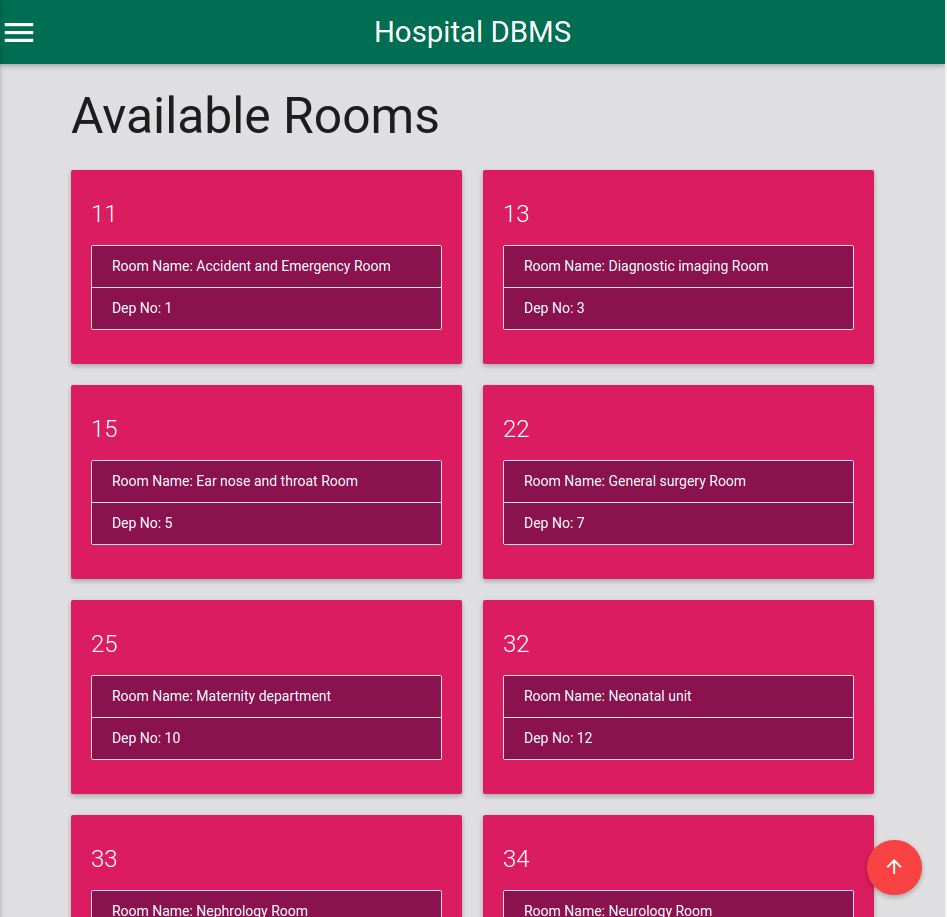 Hospital DBMS
Available Rooms
11
Room Name: Accident and Emergency Room
Dep No: 1
13
Room Name: Diagnostic imaging Room
Dep No: 3
15
Room Name: Ear nose and throat Room
Dep No: 5
22
Room Name: General surgery Room
Dep No: 7
25
Room Name: Maternity department
Dep No: 10
32
Room Name: Neonatal unit
Dep No: 12
33
Room Name: Nephrology Room
34
Room Name: Neurology Room